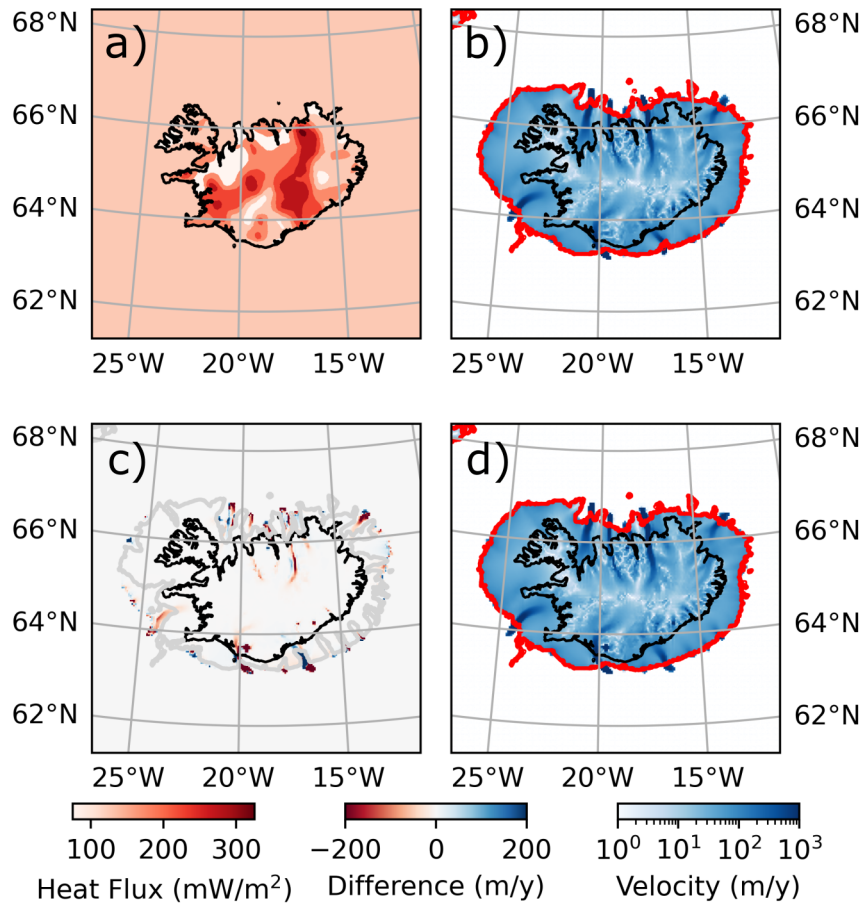 a)
b)
68°N
66°N
64°N
62°N
68°N
66°N
64°N
62°N
25°W 20°W 15°W
25°W 20°W 15°W
c)
d)
68°N
66°N
64°N
62°N
68°N
66°N
64°N
62°N
25°W 20°W 15°W
25°W 20°W 15°W
100 200 300
−200 0 200
10⁰ 10¹ 10² 10³
Heat Flux (mW/m²)
Difference (m/y)
Velocity (m/y)